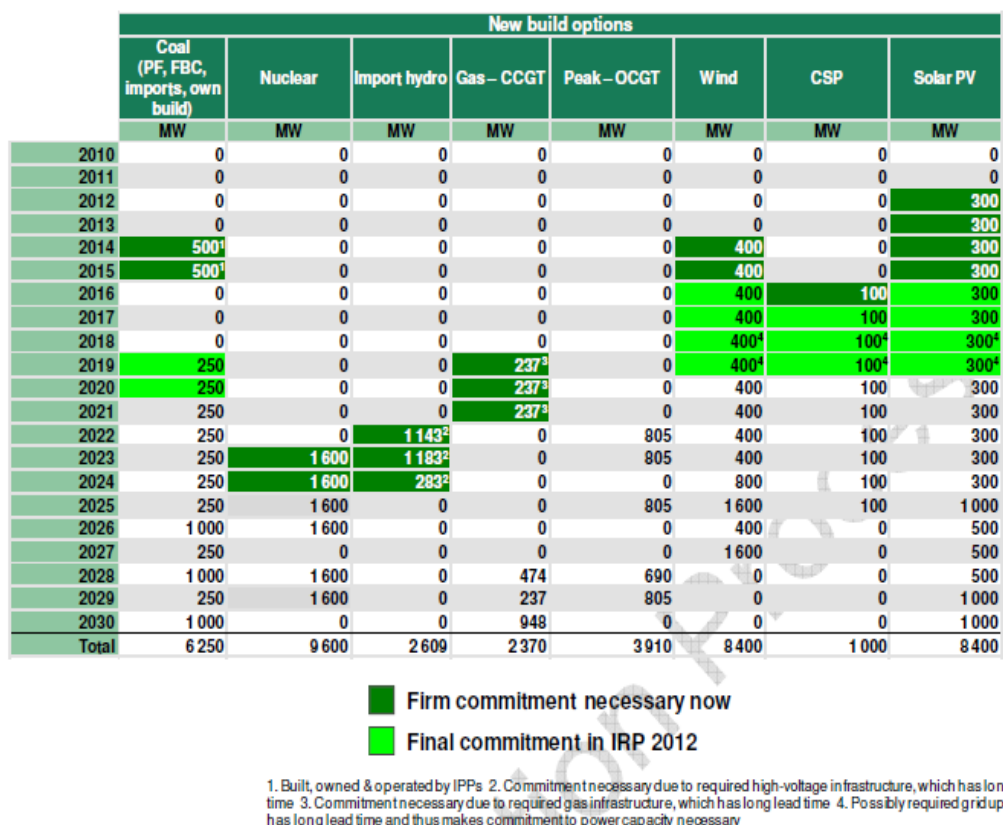 New build options
Coal (PF, FBC, imports, own build) Nuclear Import hydro Gas – CCGT Peak – OCGT Wind CSP Solar PV
MW MW MW MW MW MW MW MW
2010 0 0 0 0 0 0 0 0
2011 0 0 0 0 0 0 0 0
2012 0 0 0 0 0 0 0 300
2013 0 0 0 0 0 0 0 300
2014 500¹ 0 0 0 0 400 0 300
2015 500¹ 0 0 0 0 400 0 300
2016 0 0 0 0 0 400 100 300
2017 0 0 0 0 0 400 100 300
2018 0 0 0 0 0 400⁴ 100⁴ 300⁴
2019 250 0 0 237³ 0 400⁴ 100⁴ 300⁴
2020 250 0 0 237³ 0 400 100 300
2021 250 0 0 237³ 0 400 100 300
2022 250 0 1 143² 0 805 400 100 300
2023 250 1 600 1 183² 0 805 400 100 300
2024 250 1 600 283² 0 0 800 100 300
2025 250 1 600 0 0 805 1 600 100 1 000
2026 1 000 1 600 0 0 0 400 0 500
2027 250 0 0 0 0 1 600 0 500
2028 1 000 1 600 0 474 690 0 0 500
2029 250 1 600 0 237 805 0 0 1 000
2030 1 000 0 0 948 0 0 0 1 000
Total 6 250 9 600 2 609 2 370 3 910 8 400 1 000 8 400
Firm commitment necessary now
Final commitment in IRP 2012
1. Built, owned & operated by IPPs 2. Commitment necessary due to required high-voltage infrastructure, which has lon
time 3. Commitment necessary due to required gas infrastructure, which has long lead time 4. Possibly required grid up
has long lead time and thus makes commitment to power capacity necessary